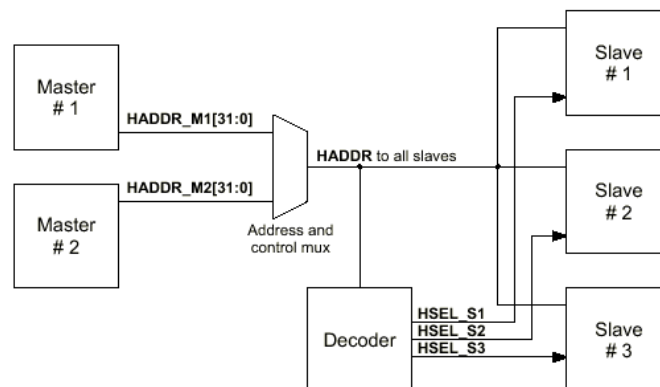 Master
# 1
HADDR_M1[31:0]
Master
# 2
HADDR_M2[31:0]
Address and
control mux
HADDR to all slaves
Decoder
HSEL_S1
HSEL_S2
HSEL_S3
Slave
# 1
Slave
# 2
Slave
# 3